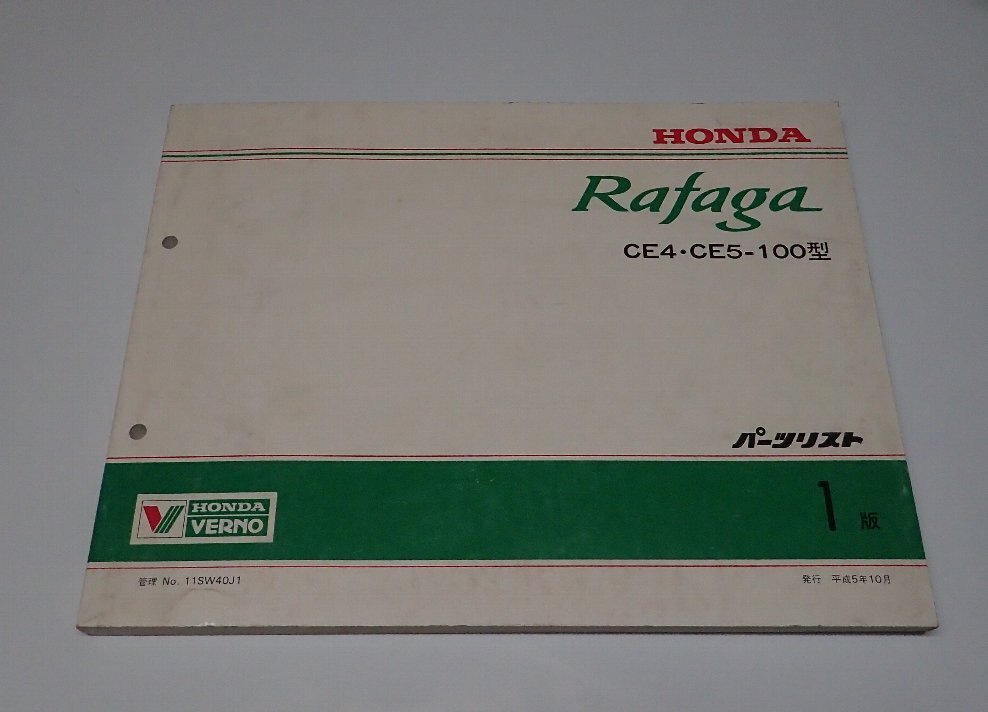 HONDA
Rafaga
CE4・CE5-100型
パーツリスト
HONDA
VERNO
1版
管理 No. 11SW40J1
発行 平成5年10月